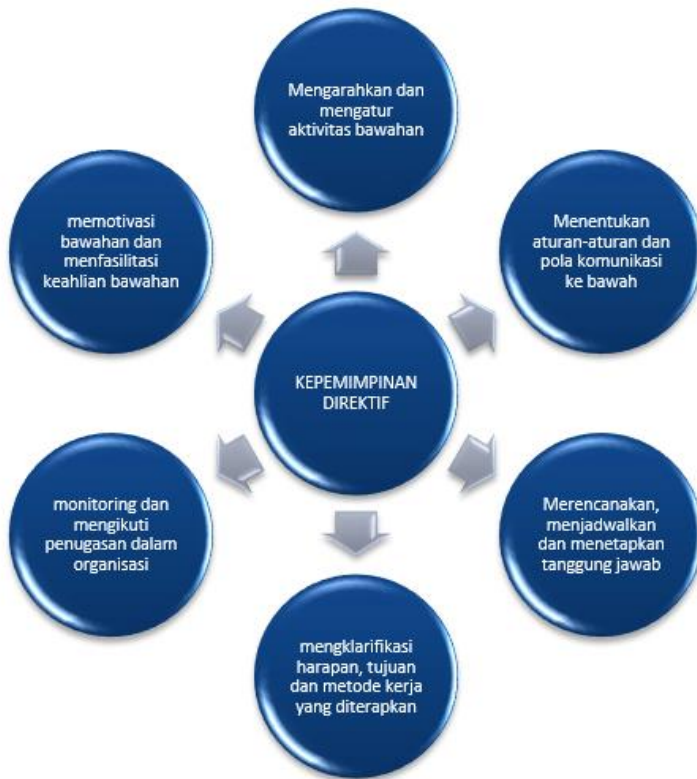 Mengarahkan dan
mengatur
aktivitas bawahan
Menentukan
aturan-aturan dan
pola komunikasi
ke bawah
Merencanakan,
menjadwalkan
dan menetapkan
tanggung jawab
mengklarifikasi
harapan, tujuan
dan metode kerja
yang diterapkan
monitoring dan
mengikuti
penugasan dalam
organisasi
memotivasi
bawahan dan
menfasilitasi
keahlian bawahan
KEPEMIMPINAN
DIREKTIF